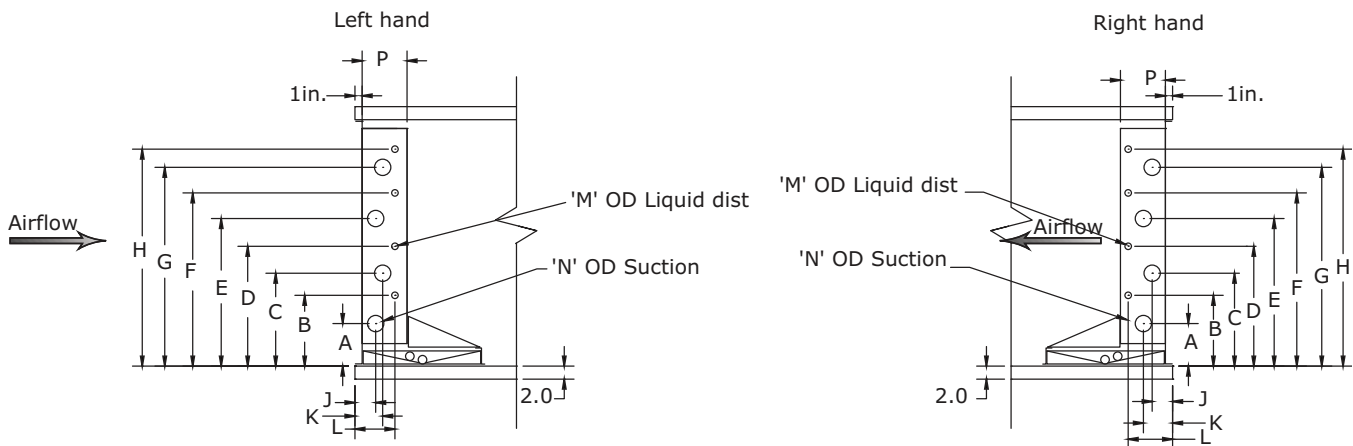 Left hand
P
1in.
Airflow
H
G
F
E
D
C
B
A
'M' OD Liquid dist
'N' OD Suction
J
K
L
2.0
Right hand
P
1in.
'M' OD Liquid dist
Airflow
'N' OD Suction
H
G
F
E
D
C
B
A
2.0
J
K
L